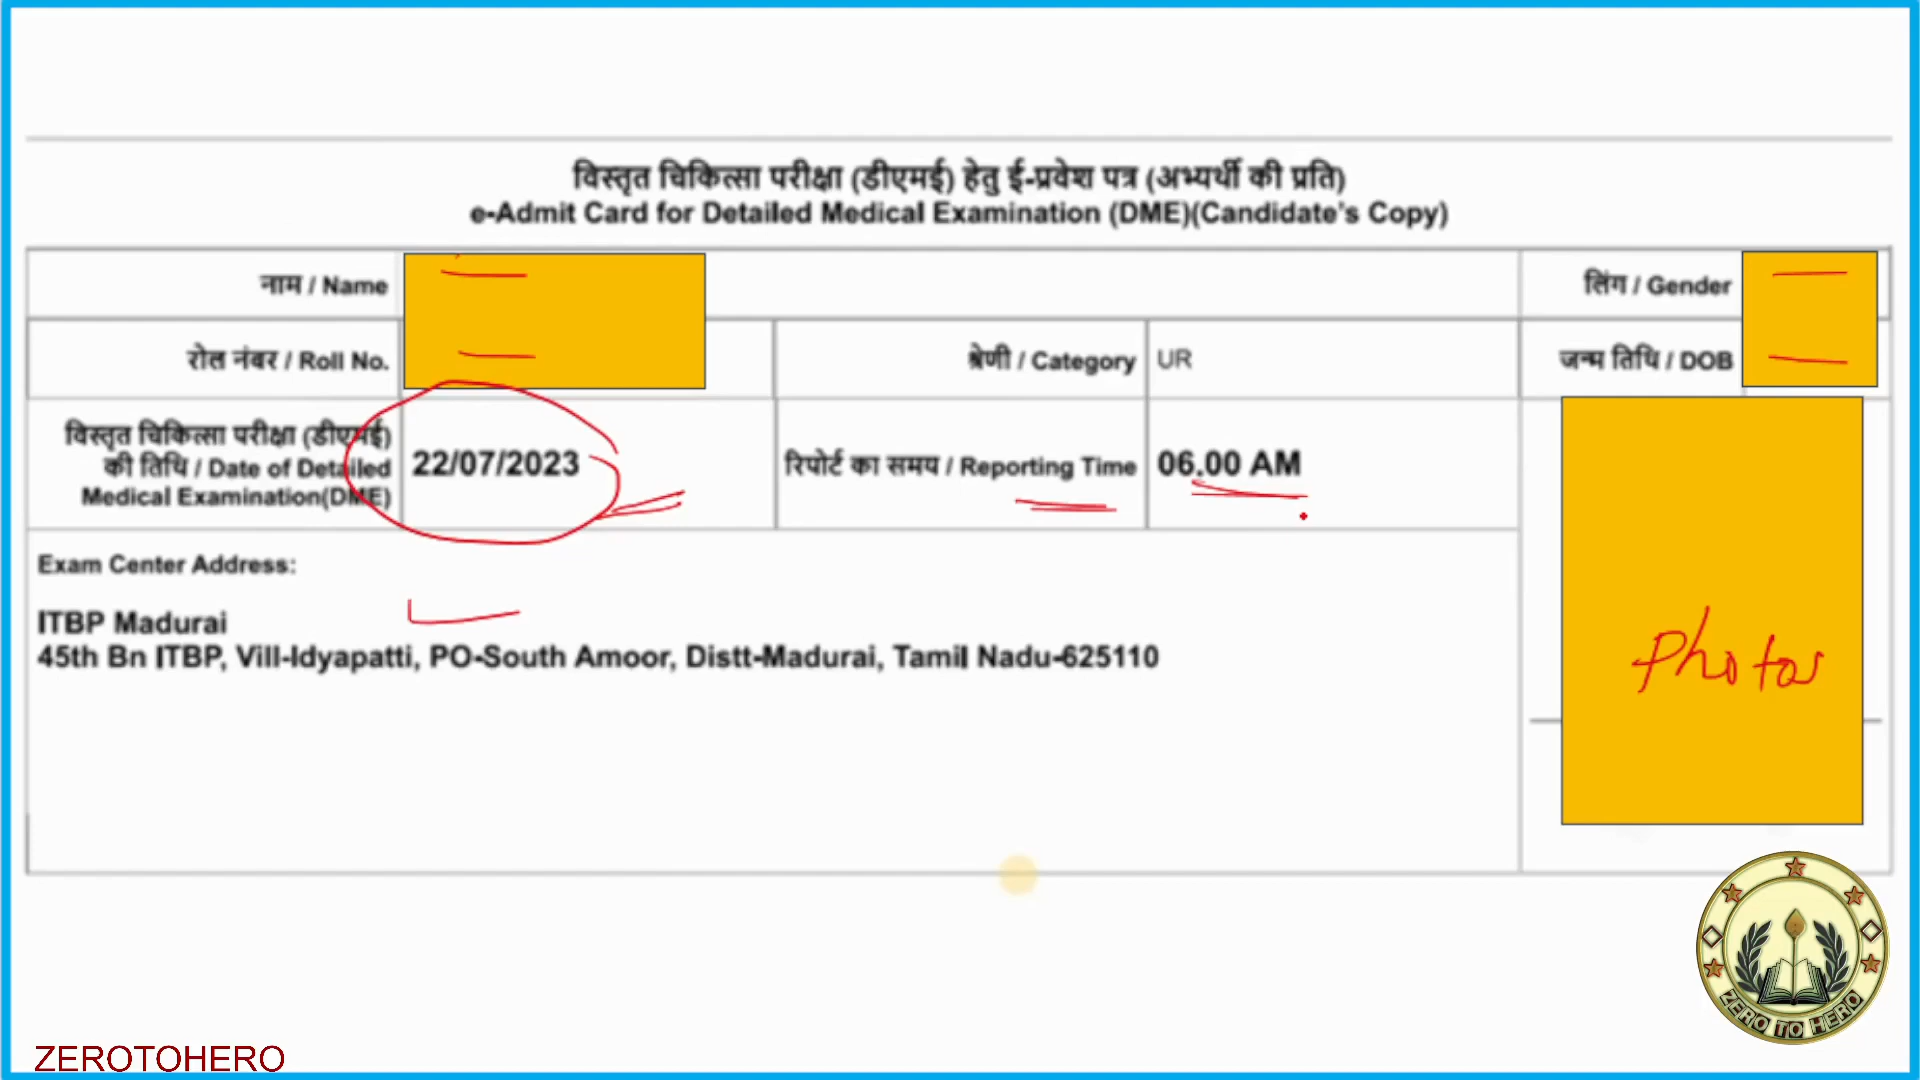 विस्तृत चिकित्सा परीक्षा (डीएमई) हेतु ई-प्रवेश पत्र (अभ्यर्थी की प्रति)
e-Admit Card for Detailed Medical Examination (DME)(Candidate's Copy)
नाम / Name
लिंग / Gender
रोल नंबर / Roll No.
श्रेणी / Category
UR
जन्म तिथि / DOB
विस्तृत चिकित्सा परीक्षा (डीएमई)
की तिथि / Date of Detailed
Medical Examination(DME)
22/07/2023
रिपोर्ट का समय / Reporting Time
06.00 AM
Exam Center Address:
ITBP Madurai
45th Bn ITBP, Vill-Idyapatti, PO-South Amoor, Distt-Madurai, Tamil Nadu-625110
Photos
ZERO TO HERO
ZEROTOHERO